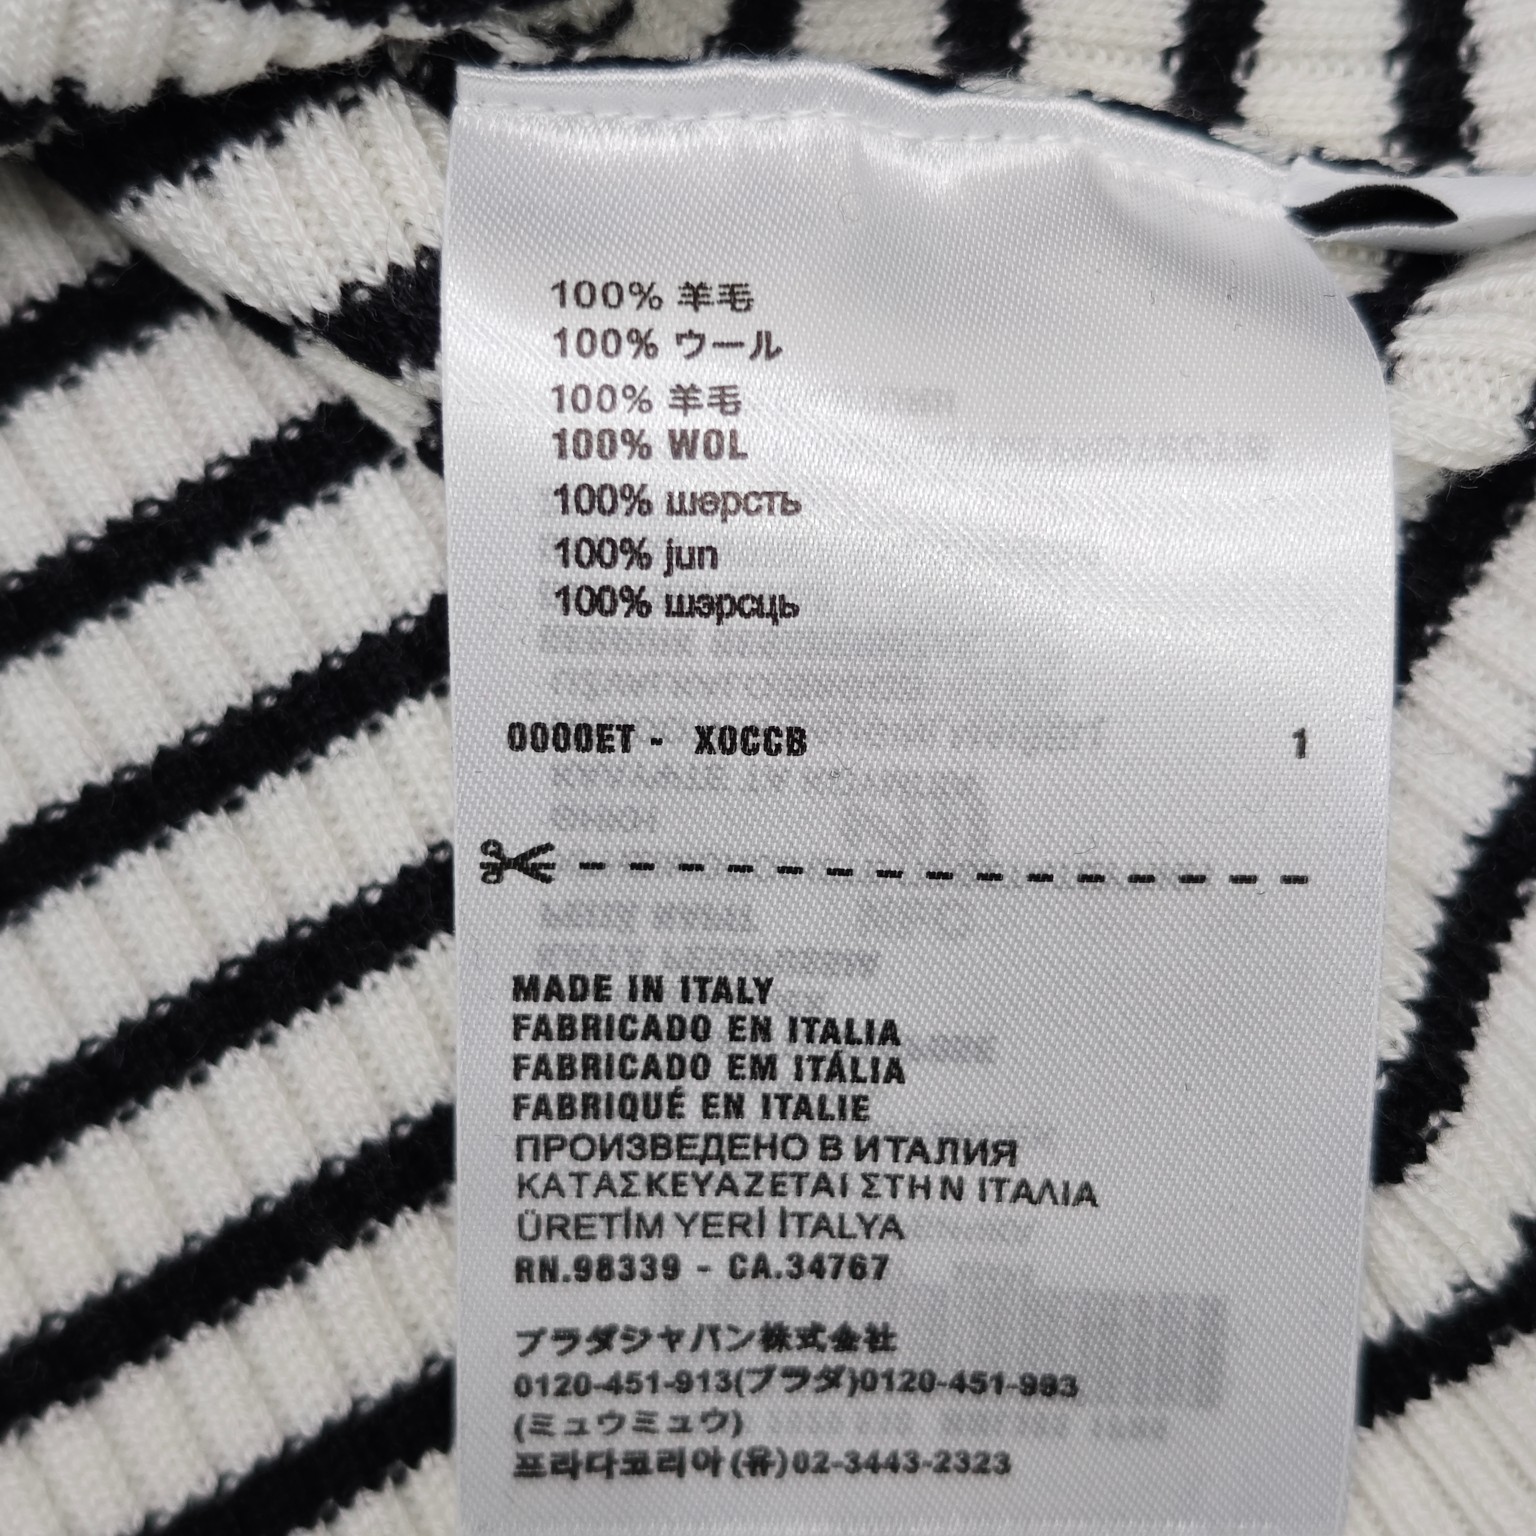 100% 羊毛
100% ウール
100% 羊毛
100% WOL
100% шерсть
100% jun
100% шэрсць
0000ET - X0CCB 1
MADE IN ITALY
FABRICADO EN ITALIA
FABRICADO EM ITÁLIA
FABRIQUÉ EN ITALIE
ПРОИЗВЕДЕНО В ИТАЛИЯ
ΚΑΤΑΣΚΕΥΑΖΕΤΑΙ ΣΤΗΝ ΙΤΑΛΙΑ
ÜRETİM YERİ İTALYA
RN.98339 - CA.34767
プラダジャパン株式会社
0120-451-913(プラダ)0120-451-993
(ミュウミュウ)
프라다코리아(유)02-3443-2323